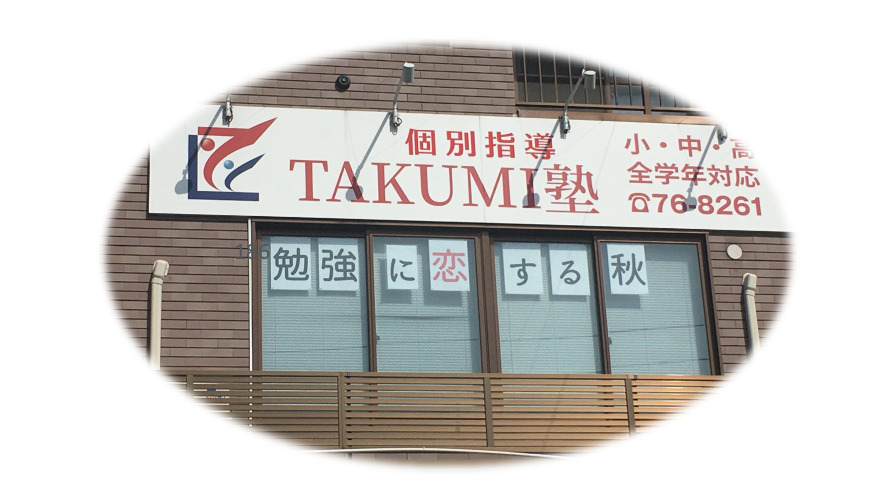 個別指導
TAKUMI塾
小・中・高
全学年対応
☎76-8261
勉強に恋する秋